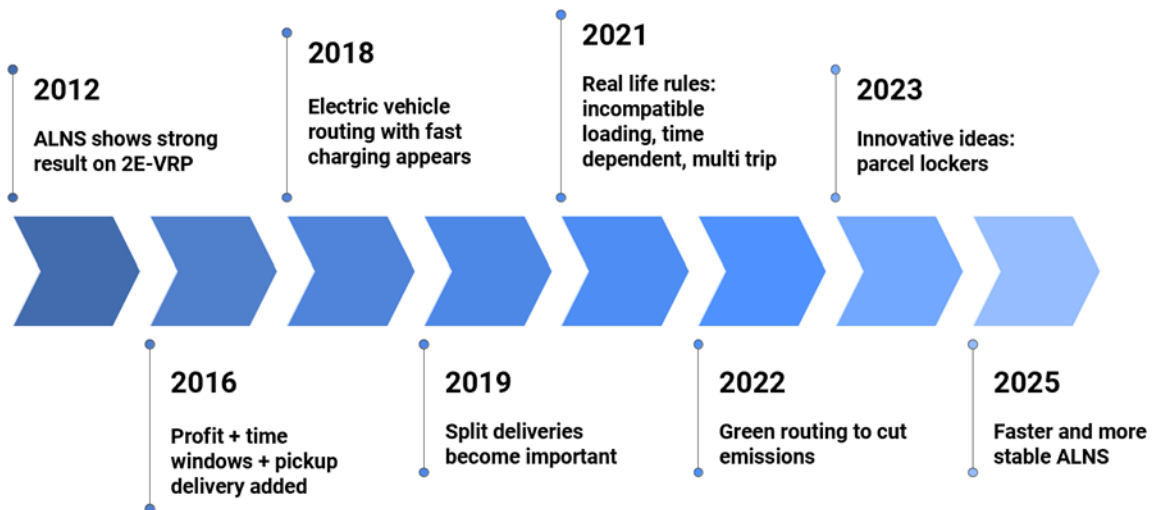 2012
ALNS shows strong
result on 2E-VRP
2016
Profit + time
windows + pickup
delivery added
2018
Electric vehicle
routing with fast
charging appears
2019
Split deliveries
become important
2021
Real life rules:
incompatible
loading, time
dependent, multi trip
2022
Green routing to cut
emissions
2023
Innovative ideas:
parcel lockers
2025
Faster and more
stable ALNS